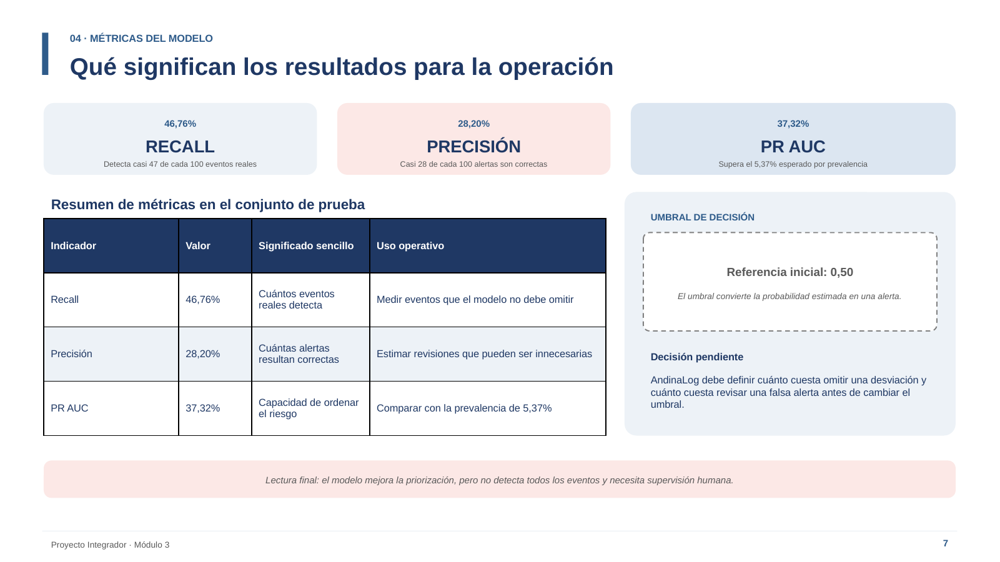 04 · MÉTRICAS DEL MODELO
Qué significan los resultados para la operación
46,76%
RECALL
Detecta casi 47 de cada 100 eventos reales
28,20%
PRECISIÓN
Casi 28 de cada 100 alertas son correctas
37,32%
PR AUC
Supera el 5,37% esperado por prevalencia
Resumen de métricas en el conjunto de prueba
Indicador
Valor
Significado sencillo
Uso operativo
Recall
46,76%
Cuántos eventos
reales detecta
Medir eventos que el modelo no debe omitir
Precisión
28,20%
Cuántas alertas
resultan correctas
Estimar revisiones que pueden ser innecesarias
PR AUC
37,32%
Capacidad de ordenar
el riesgo
Comparar con la prevalencia de 5,37%
UMBRAL DE DECISIÓN
Referencia inicial: 0,50
El umbral convierte la probabilidad estimada en una alerta.
Decisión pendiente
AndinaLog debe definir cuánto cuesta omitir una desviación y
cuánto cuesta revisar una falsa alerta antes de cambiar el
umbral.
Lectura final: el modelo mejora la priorización, pero no detecta todos los eventos y necesita supervisión humana.
Proyecto Integrador · Módulo 3
7